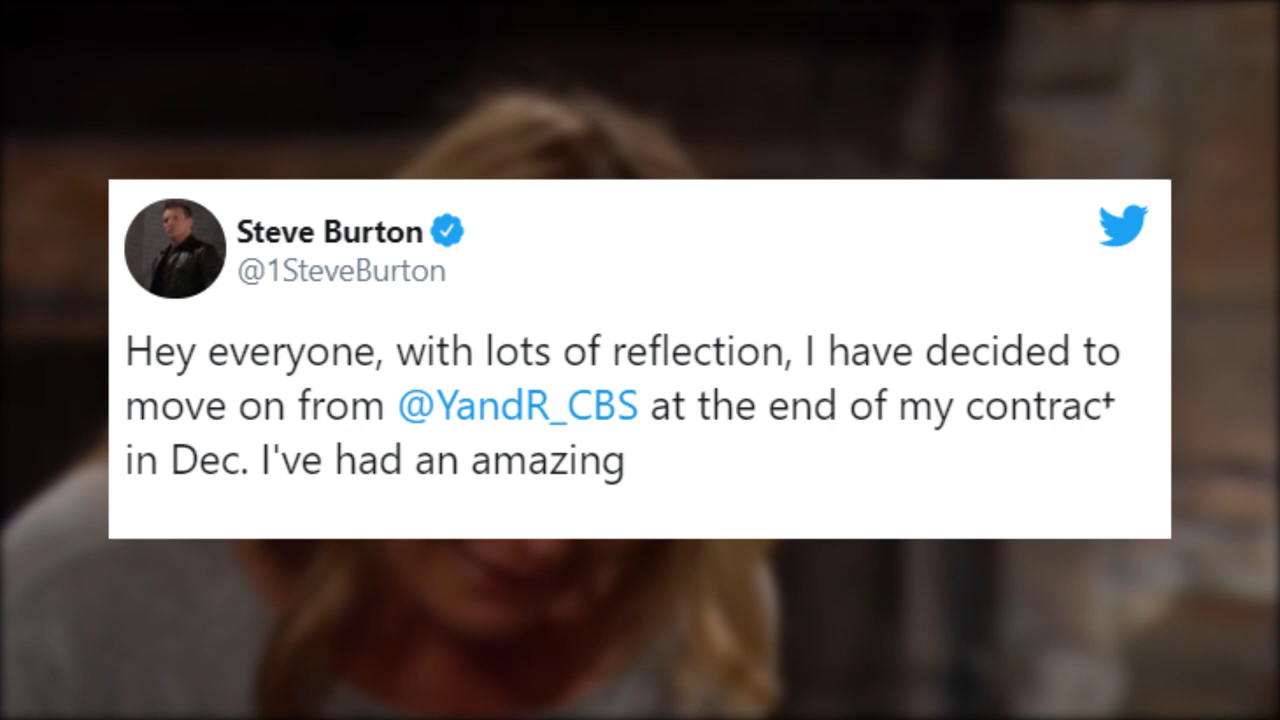 Steve Burton
@1SteveBurton
Hey everyone, with lots of reflection, I have decided to
move on from @YandR_CBS at the end of my contract
in Dec. I've had an amazing